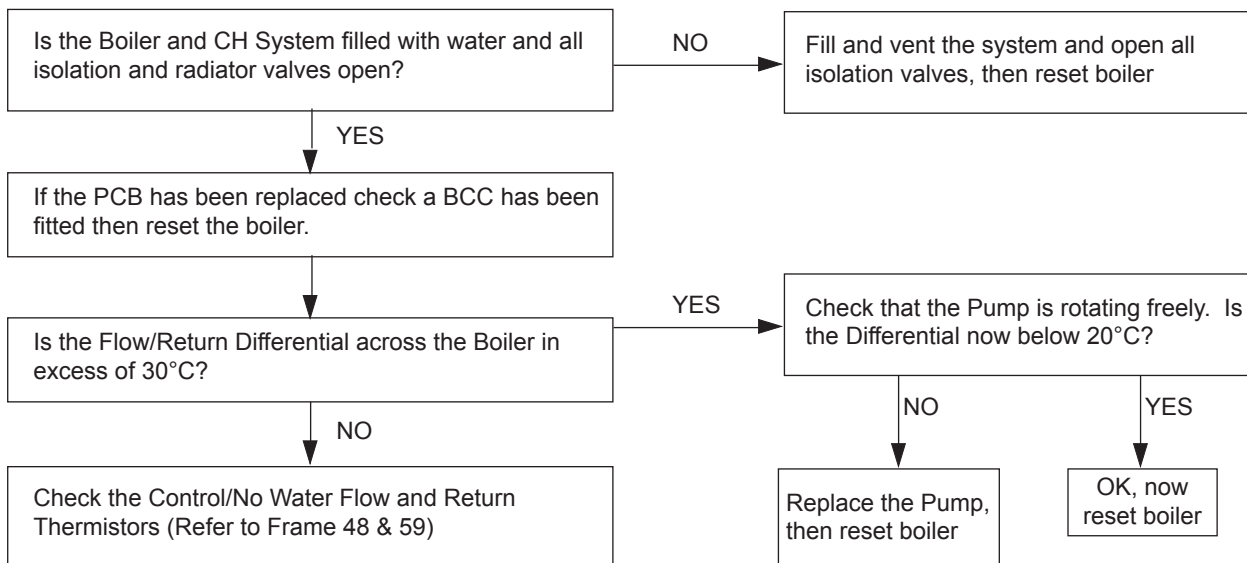 Is the Boiler and CH System filled with water and all
isolation and radiator valves open?
NO
Fill and vent the system and open all
isolation valves, then reset boiler
YES
If the PCB has been replaced check a BCC has been
fitted then reset the boiler.
Is the Flow/Return Differential across the Boiler in
excess of 30°C?
YES
Check that the Pump is rotating freely.  Is
the Differential now below 20°C?
NO
Check the Control/No Water Flow and Return
Thermistors (Refer to Frame 48 & 59)
NO
Replace the Pump,
then reset boiler
YES
OK, now
reset boiler